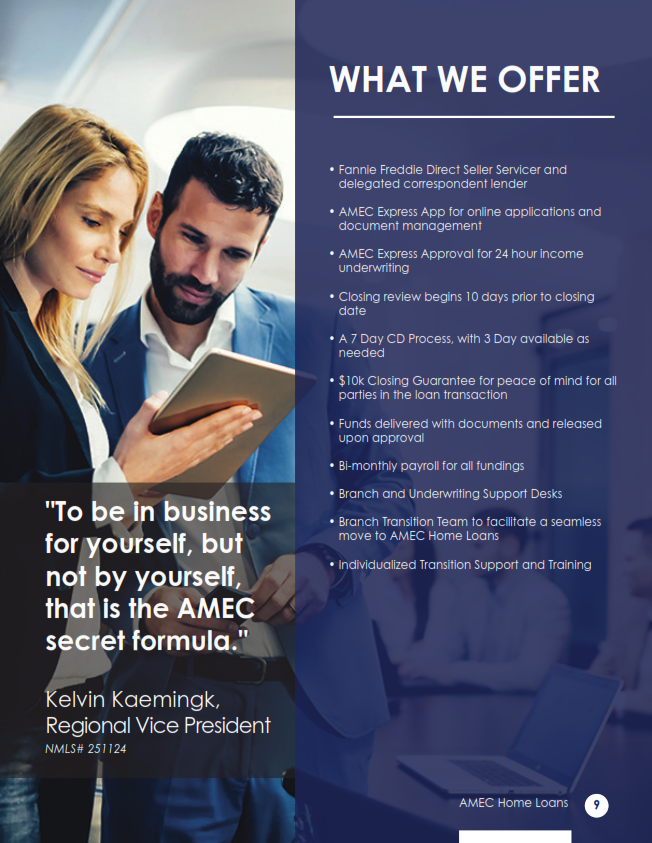 WHAT WE OFFER
• Fannie Freddie Direct Seller Servicer and
delegated correspondent lender
• AMEC Express App for online applications and
document management
• AMEC Express Approval for 24 hour income
underwriting
• Closing review begins 10 days prior to closing
date
• A 7 Day CD Process, with 3 Day available as
needed
• $10k Closing Guarantee for peace of mind for all
parties in the loan transaction
• Funds delivered with documents and released
upon approval
• Bi-monthly payroll for all fundings
• Branch and Underwriting Support Desks
• Branch Transition Team to facilitate a seamless
move to AMEC Home Loans
• Individualized Transition Support and Training
"To be in business
for yourself, but
not by yourself,
that is the AMEC
secret formula."
Kelvin Kaemingk,
Regional Vice President
NMLS# 251124
AMEC Home Loans 9